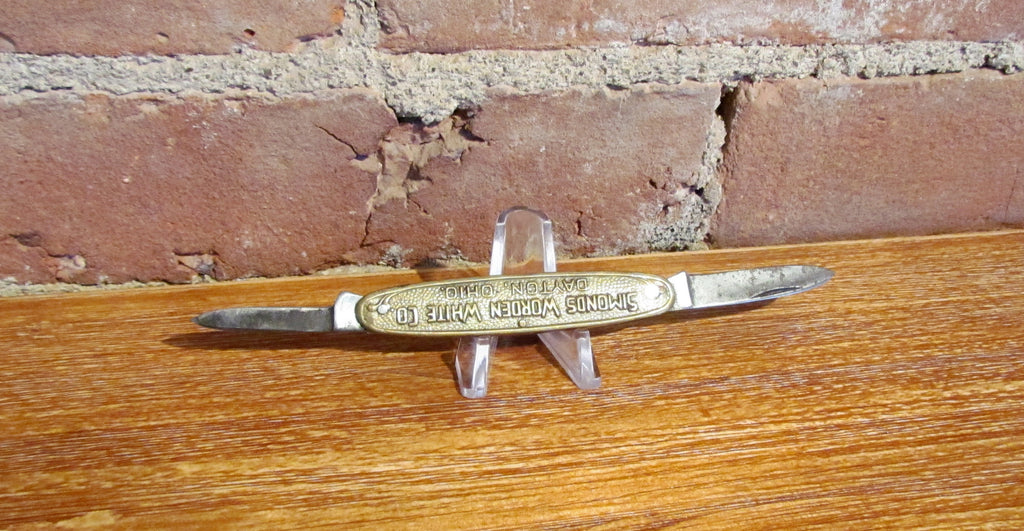 SIMONDS WORDEN WHITE CO
DAYTON, OHIO.